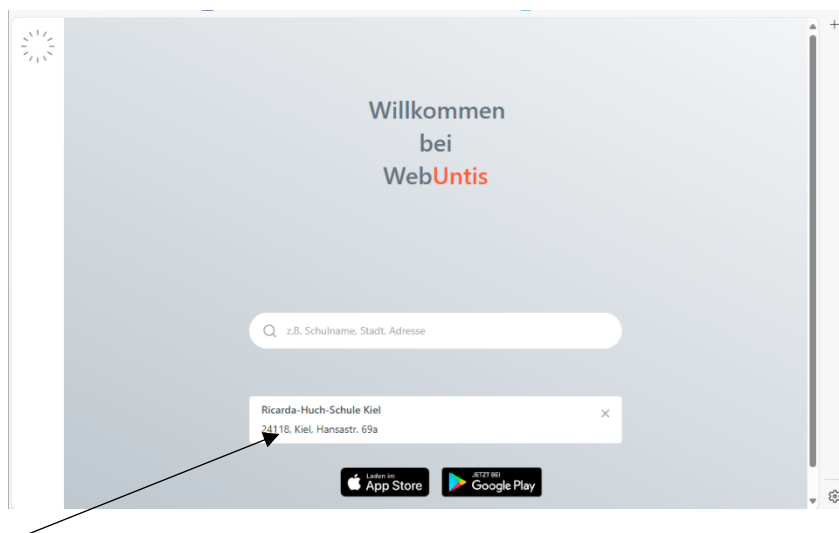 Willkommen
bei
WebUntis
z.B. Schulname, Stadt, Adresse
Ricarda-Huch-Schule Kiel
24118, Kiel, Hansastr. 69a
Laden im
App Store
JETZT BEI
Google Play